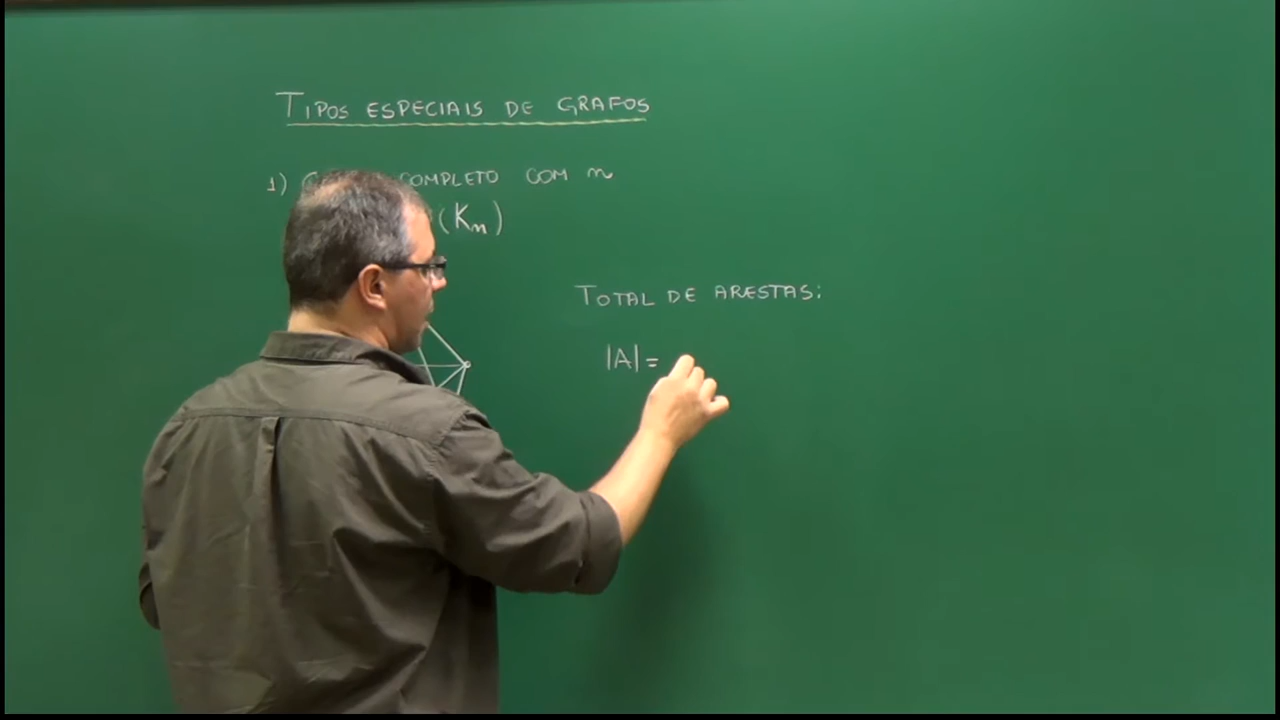 TIPOS ESPECIAIS DE GRAFOS
1) COMPLETO COM n
(Kn)
TOTAL DE ARESTAS:
|A| =